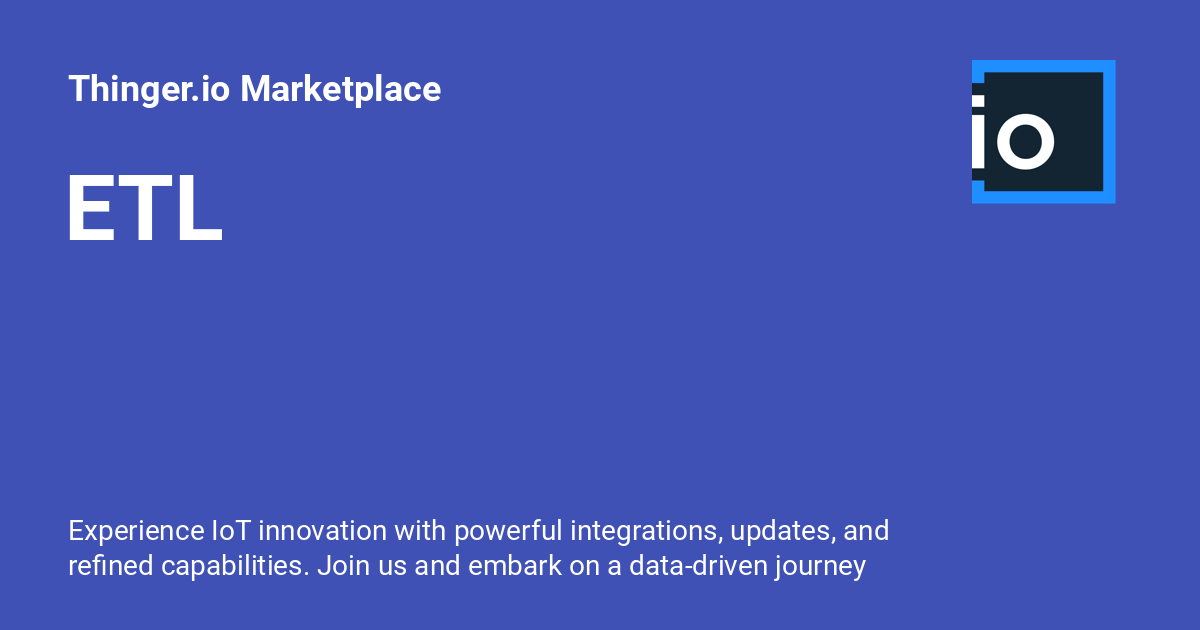 Thinger.io Marketplace
io
ETL
Experience IoT innovation with powerful integrations, updates, and
refined capabilities. Join us and embark on a data-driven journey